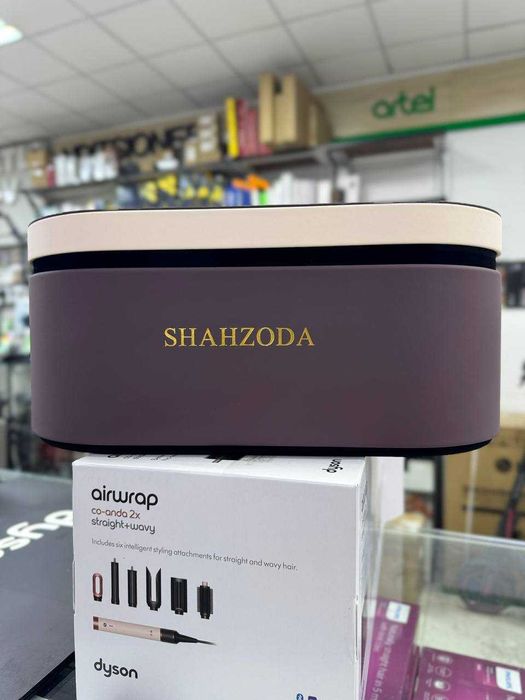 artel
SHAHZODA
airwrap
co-anda 2x
straight+wavy
Includes six intelligent styling attachments for straight and wavy hair.
dyson
PHILIPS